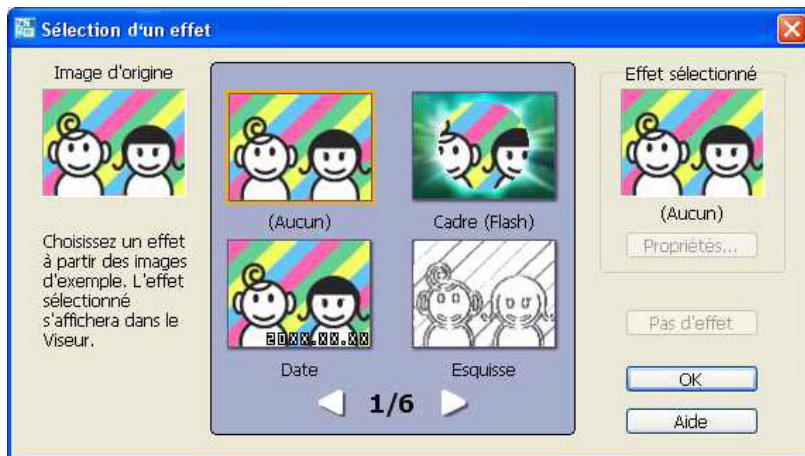 Sélection d'un effet
Image d'origine
Choisissez un effet
à partir des images
d'exemple. L'effet
sélectionné
s'affichera dans le
Viseur.
(Aucun)
Cadre (Flash)
20XX.XX.XX
Date
Esquisse
1/6
Effet sélectionné
(Aucun)
Propriétés...
Pas d'effet
OK
Aide